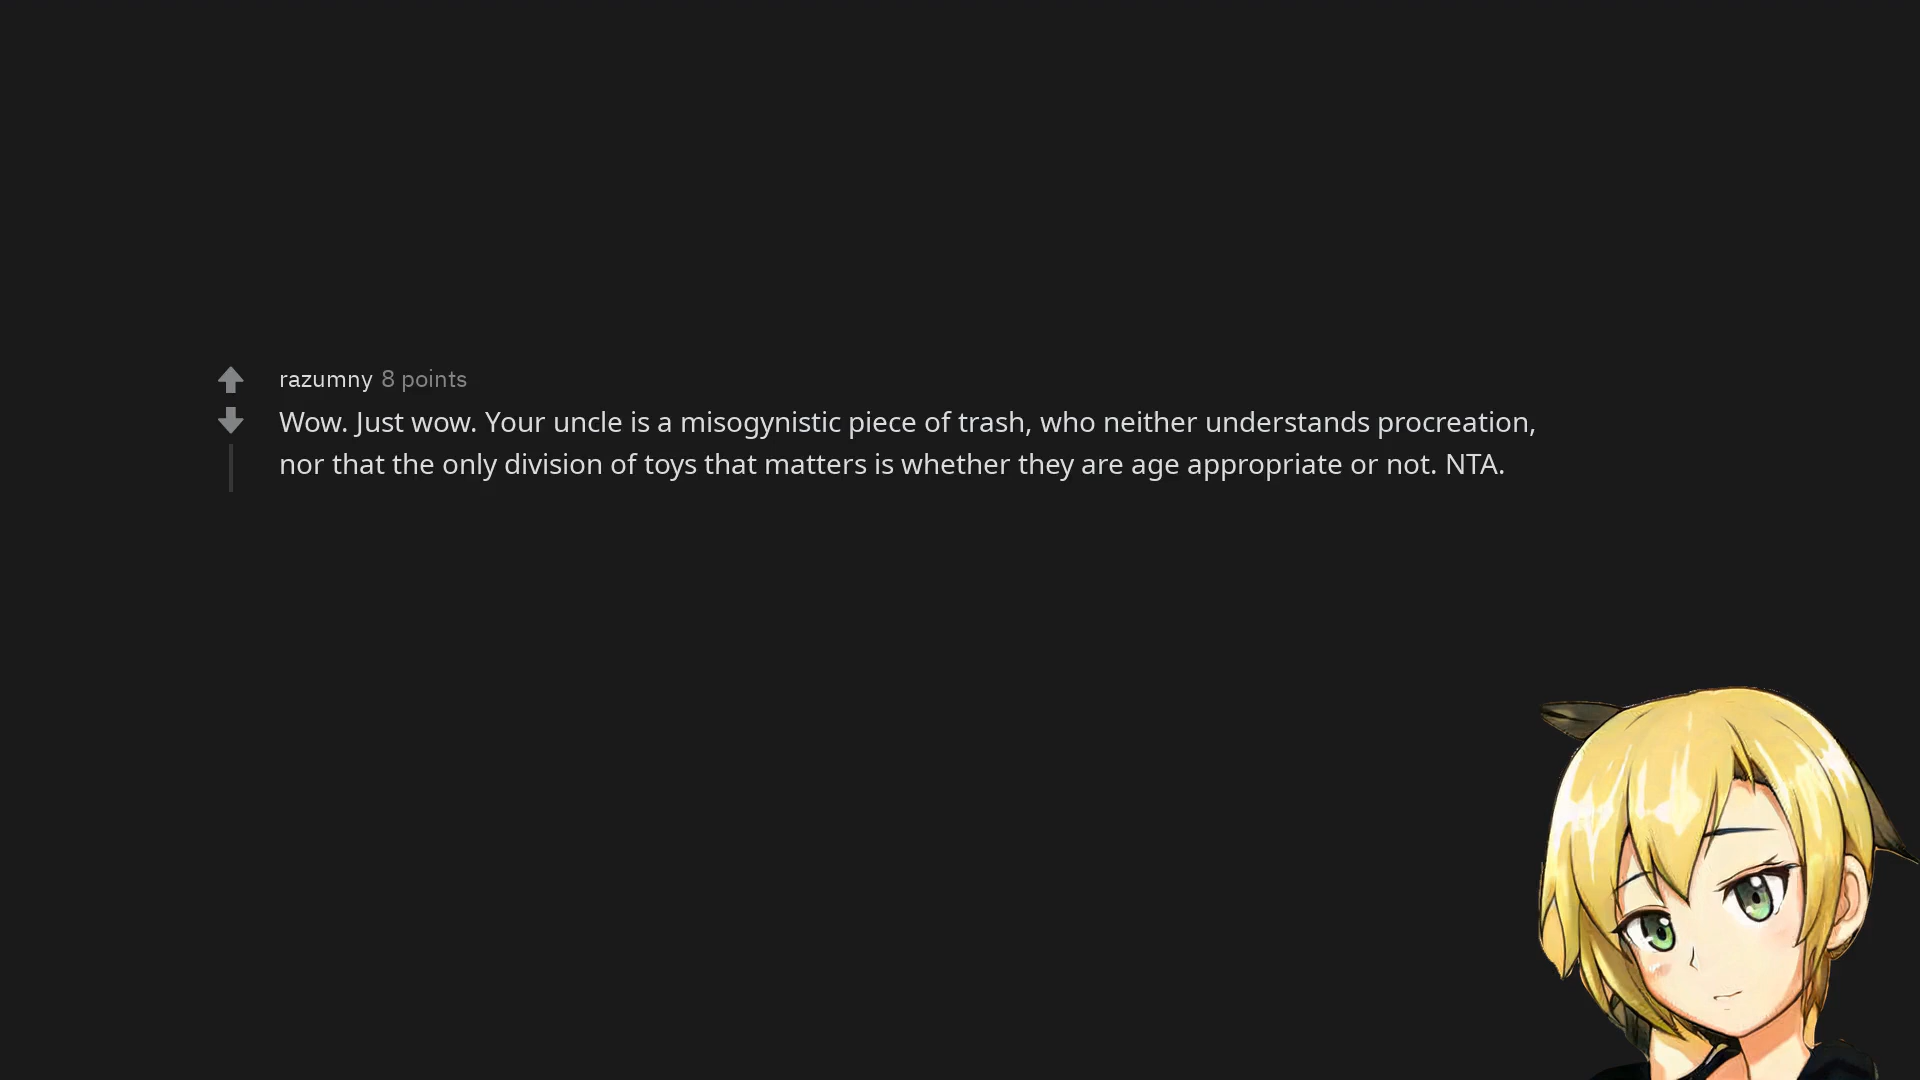 razumny 8 points
Wow. Just wow. Your uncle is a misogynistic piece of trash, who neither understands procreation,
nor that the only division of toys that matters is whether they are age appropriate or not. NTA.